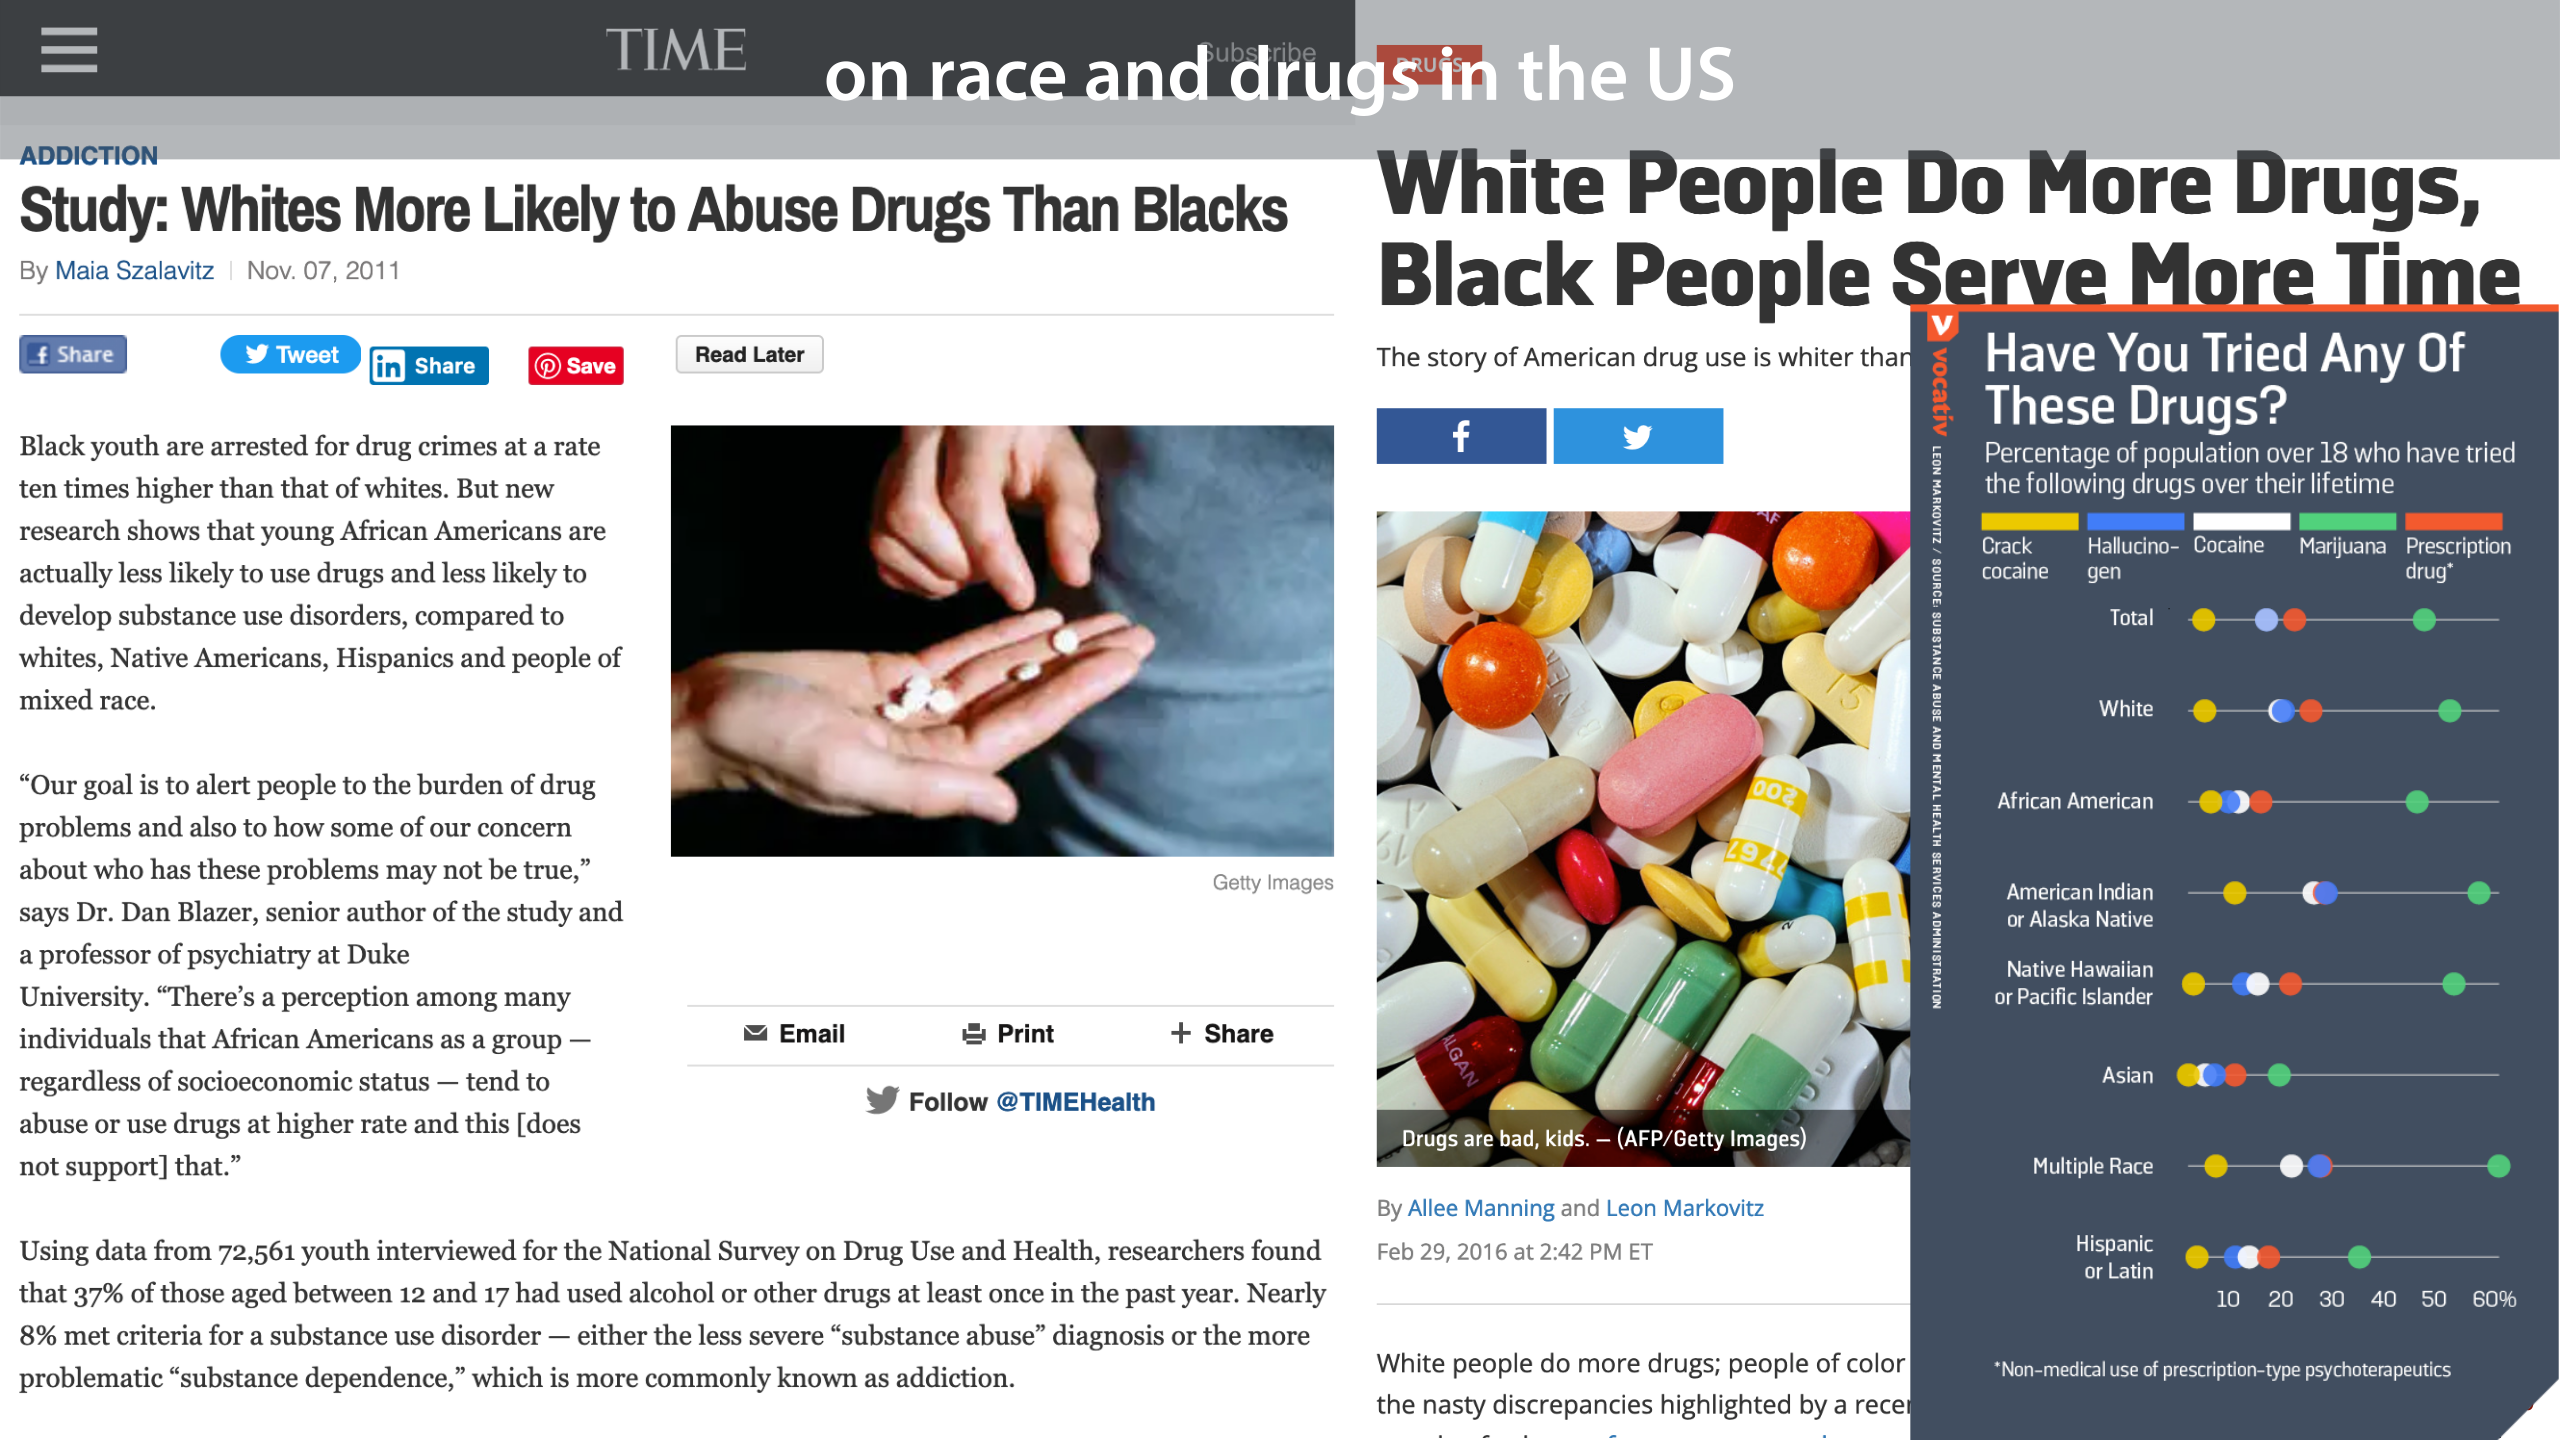 TIME
Subscribe
on race and drugs in the US
ADDICTION
Study: Whites More Likely to Abuse Drugs Than Blacks
By Maia Szalavitz | Nov. 07, 2011
Share
Tweet
in Share
Save
Read Later
Black youth are arrested for drug crimes at a rate
ten times higher than that of whites. But new
research shows that young African Americans are
actually less likely to use drugs and less likely to
develop substance use disorders, compared to
whites, Native Americans, Hispanics and people of
mixed race.
“Our goal is to alert people to the burden of drug
problems and also to how some of our concern
about who has these problems may not be true,”
says Dr. Dan Blazer, senior author of the study and
a professor of psychiatry at Duke
University. “There’s a perception among many
individuals that African Americans as a group —
regardless of socioeconomic status — tend to
abuse or use drugs at higher rate and this [does
not support] that.”
Getty Images
Email
Print
+ Share
Follow @TIMEHealth
Using data from 72,561 youth interviewed for the National Survey on Drug Use and Health, researchers found
that 37% of those aged between 12 and 17 had used alcohol or other drugs at least once in the past year. Nearly
8% met criteria for a substance use disorder — either the less severe “substance abuse” diagnosis or the more
problematic “substance dependence,” which is more commonly known as addiction.
DRUGS
White People Do More Drugs,
Black People Serve More Time
The story of American drug use is whiter than
Drugs are bad, kids. — (AFP/Getty Images)
By Allee Manning and Leon Markovitz
Feb 29, 2016 at 2:42 PM ET
White people do more drugs; people of color
the nasty discrepancies highlighted by a recen
vocativ
LEON MARKOVITZ / SOURCE: SUBSTANCE ABUSE AND MENTAL HEALTH SERVICES ADMINISTRATION
Have You Tried Any Of
These Drugs?
Percentage of population over 18 who have tried
the following drugs over their lifetime
Crack
cocaine
Hallucino-
gen
Cocaine
Marijuana
Prescription
drug*
Total
White
African American
American Indian
or Alaska Native
Native Hawaiian
or Pacific Islander
Asian
Multiple Race
Hispanic
or Latin
10 20 30 40 50 60%
*Non-medical use of prescription-type psychoterapeutics